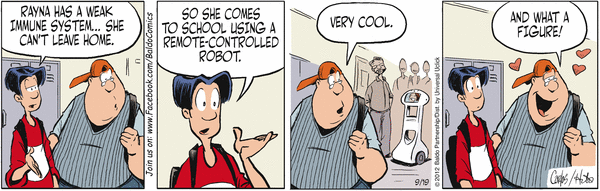 RAYNA HAS A WEAK
IMMUNE SYSTEM... SHE
CAN'T LEAVE HOME.
Join us on: www.Facebook.com/BaldoComics
SO SHE COMES
TO SCHOOL USING A
REMOTE-CONTROLLED
ROBOT.
VERY COOL.
9/19
© 2012 Baldo Partnership/Dist. by Universal Uclick
AND WHAT A
FIGURE!